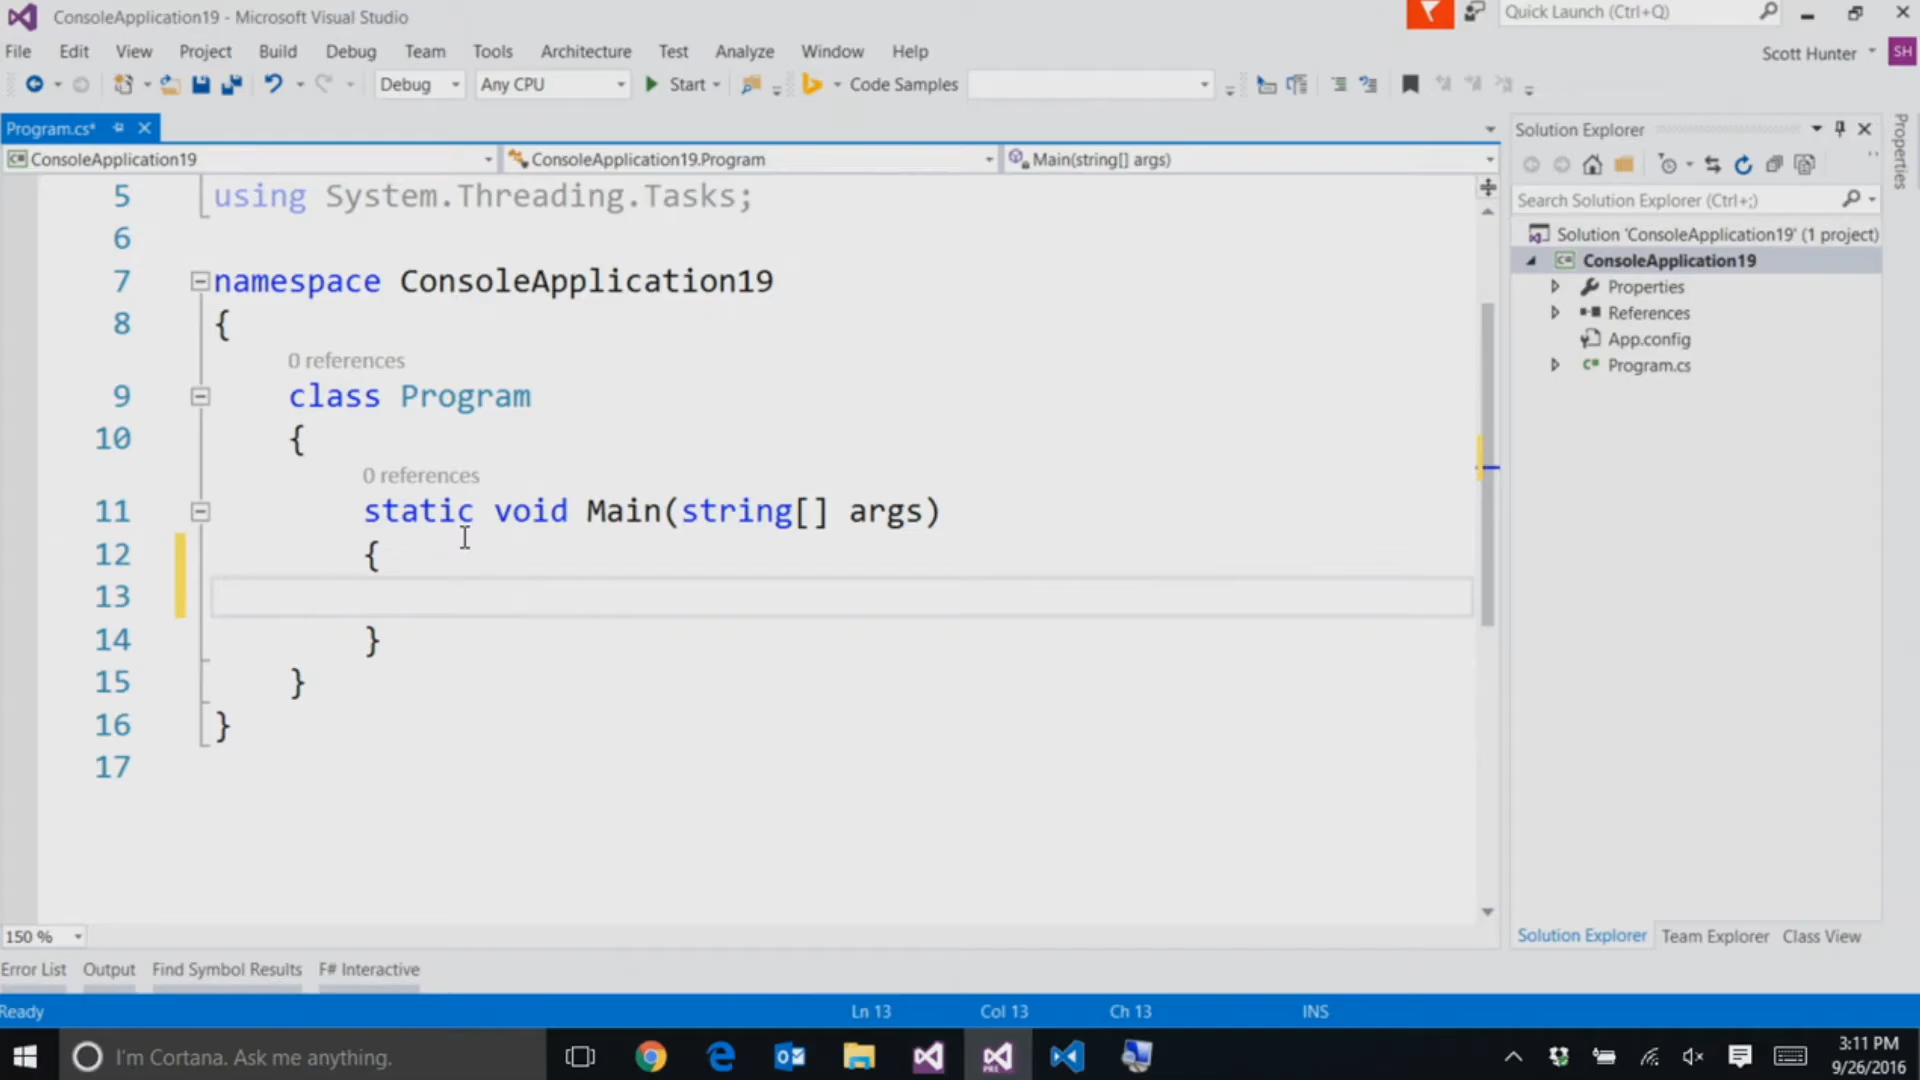 ConsoleApplication19 - Microsoft Visual Studio
Quick Launch (Ctrl+Q)
File Edit View Project Build Debug Team Tools Architecture Test Analyze Window Help
Scott Hunter SH
Debug Any CPU Start Code Samples
Program.cs*
ConsoleApplication19 ConsoleApplication19.Program Main(string[] args)
5 using System.Threading.Tasks;
6
7 namespace ConsoleApplication19
8 {
0 references
9 class Program
10 {
0 references
11 static void Main(string[] args)
12 {
13
14 }
15 }
16 }
17
150 %
Solution Explorer
Search Solution Explorer (Ctrl+;)
Solution 'ConsoleApplication19' (1 project)
ConsoleApplication19
Properties
References
App.config
Program.cs
Solution Explorer Team Explorer Class View
Properties
Error List Output Find Symbol Results F# Interactive
Ready Ln 13 Col 13 Ch 13 INS
I'm Cortana. Ask me anything.
PRE
3:11 PM
9/26/2016